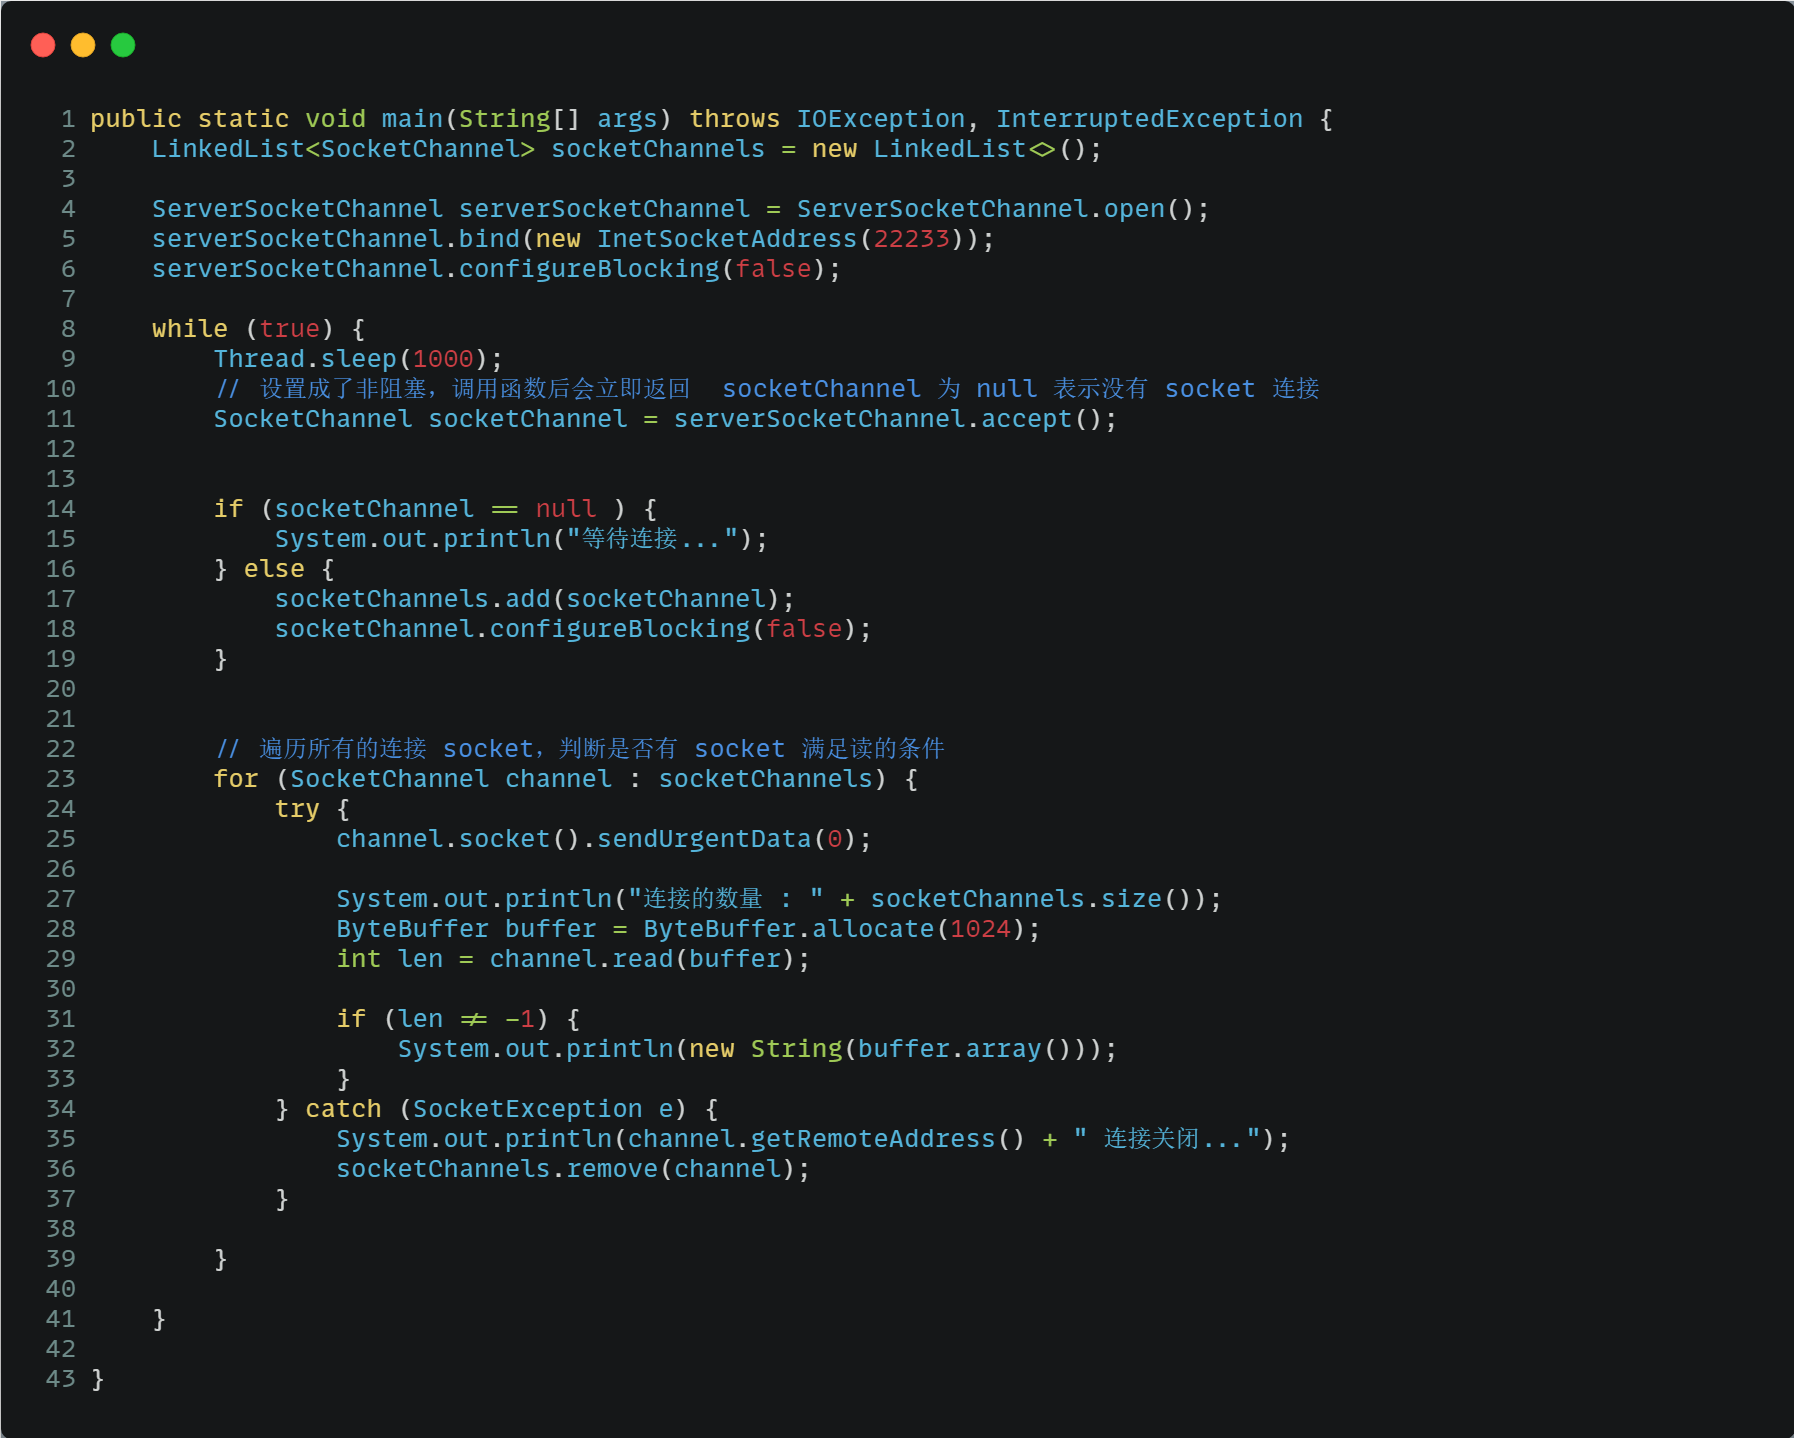 1 public static void main(String[] args) throws IOException, InterruptedException {
2     LinkedList<SocketChannel> socketChannels = new LinkedList<>();
3
4     ServerSocketChannel serverSocketChannel = ServerSocketChannel.open();
5     serverSocketChannel.bind(new InetSocketAddress(22233));
6     serverSocketChannel.configureBlocking(false);
7
8     while (true) {
9         Thread.sleep(1000);
10         // 设置成了非阻塞，调用函数后会立即返回  socketChannel 为 null 表示没有 socket 连接
11         SocketChannel socketChannel = serverSocketChannel.accept();
12
13
14         if (socketChannel == null ) {
15             System.out.println("等待连接...");
16         } else {
17             socketChannels.add(socketChannel);
18             socketChannel.configureBlocking(false);
19         }
20
21
22         // 遍历所有的连接 socket，判断是否有 socket 满足读的条件
23         for (SocketChannel channel : socketChannels) {
24             try {
25                 channel.socket().sendUrgentData(0);
26
27                 System.out.println("连接的数量 : " + socketChannels.size());
28                 ByteBuffer buffer = ByteBuffer.allocate(1024);
29                 int len = channel.read(buffer);
30
31                 if (len != -1) {
32                     System.out.println(new String(buffer.array()));
33                 }
34             } catch (SocketException e) {
35                 System.out.println(channel.getRemoteAddress() + " 连接关闭...");
36                 socketChannels.remove(channel);
37             }
38
39         }
40
41     }
42
43 }